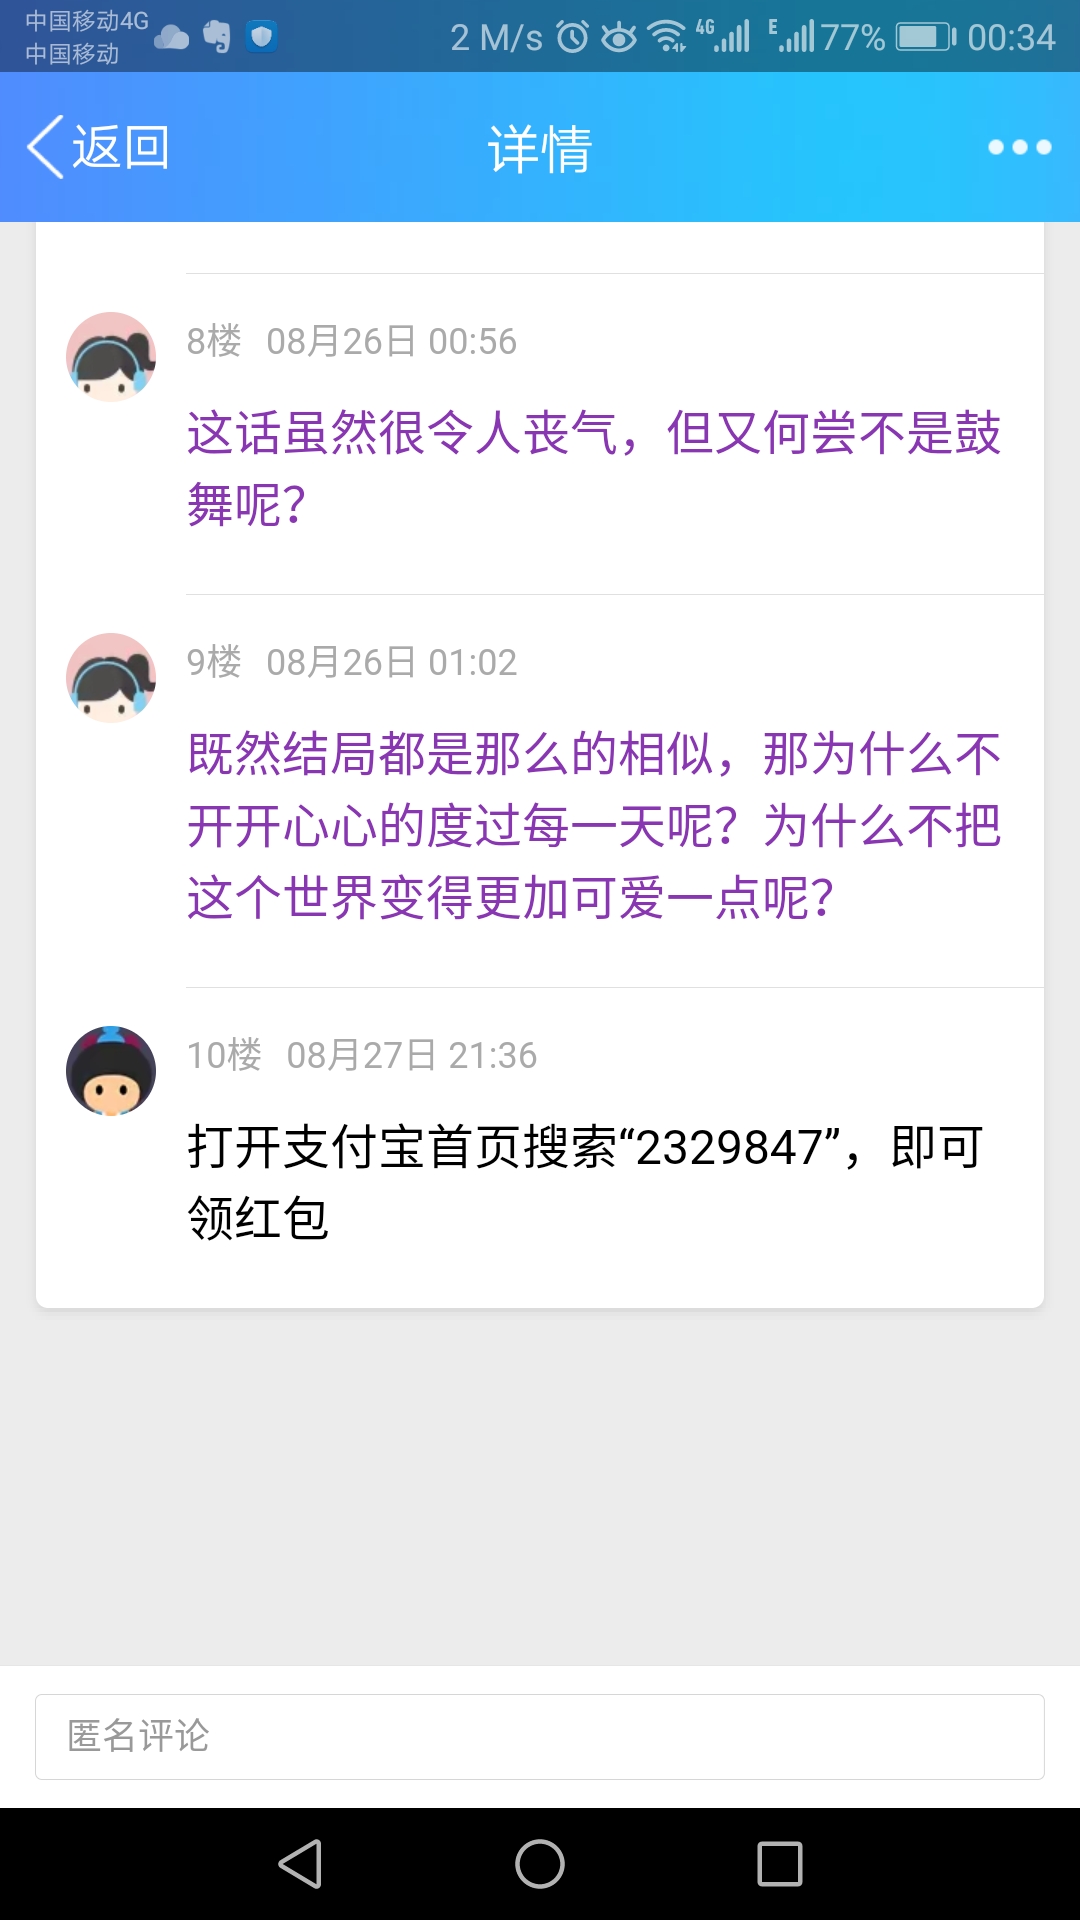 中国移动4G
中国移动
2 M/s 4G E 77% 00:34
返回 详情
8楼 08月26日 00:56
这话虽然很令人丧气，但又何尝不是鼓
舞呢？
9楼 08月26日 01:02
既然结局都是那么的相似，那为什么不
开开心心的度过每一天呢？为什么不把
这个世界变得更加可爱一点呢？
10楼 08月27日 21:36
打开支付宝首页搜索“2329847”，即可
领红包
匿名评论